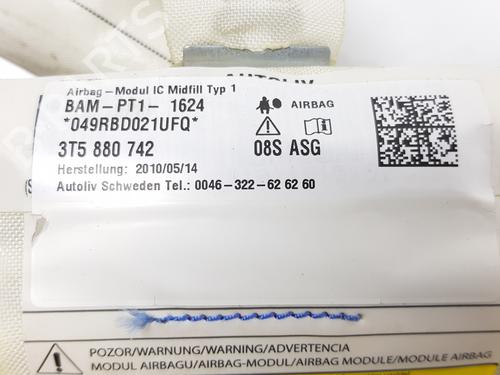 AUTOLIV
Airbag-Modul IC Midfill Typ 1
BAM-PT1- 1624
AIRBAG
*049RBD021UFQ*
3T5 880 742
08S ASG
Herstellung: 2010/05/14
Autoliv Schweden Tel.: 0046-322-62 62 60
POZOR/WARNUNG/WARNING/ADVERTENCIA
MODUL AIRBAGU/AIRBAG-MODUL/AIRBAG MODULE/MODULE AIRBAG